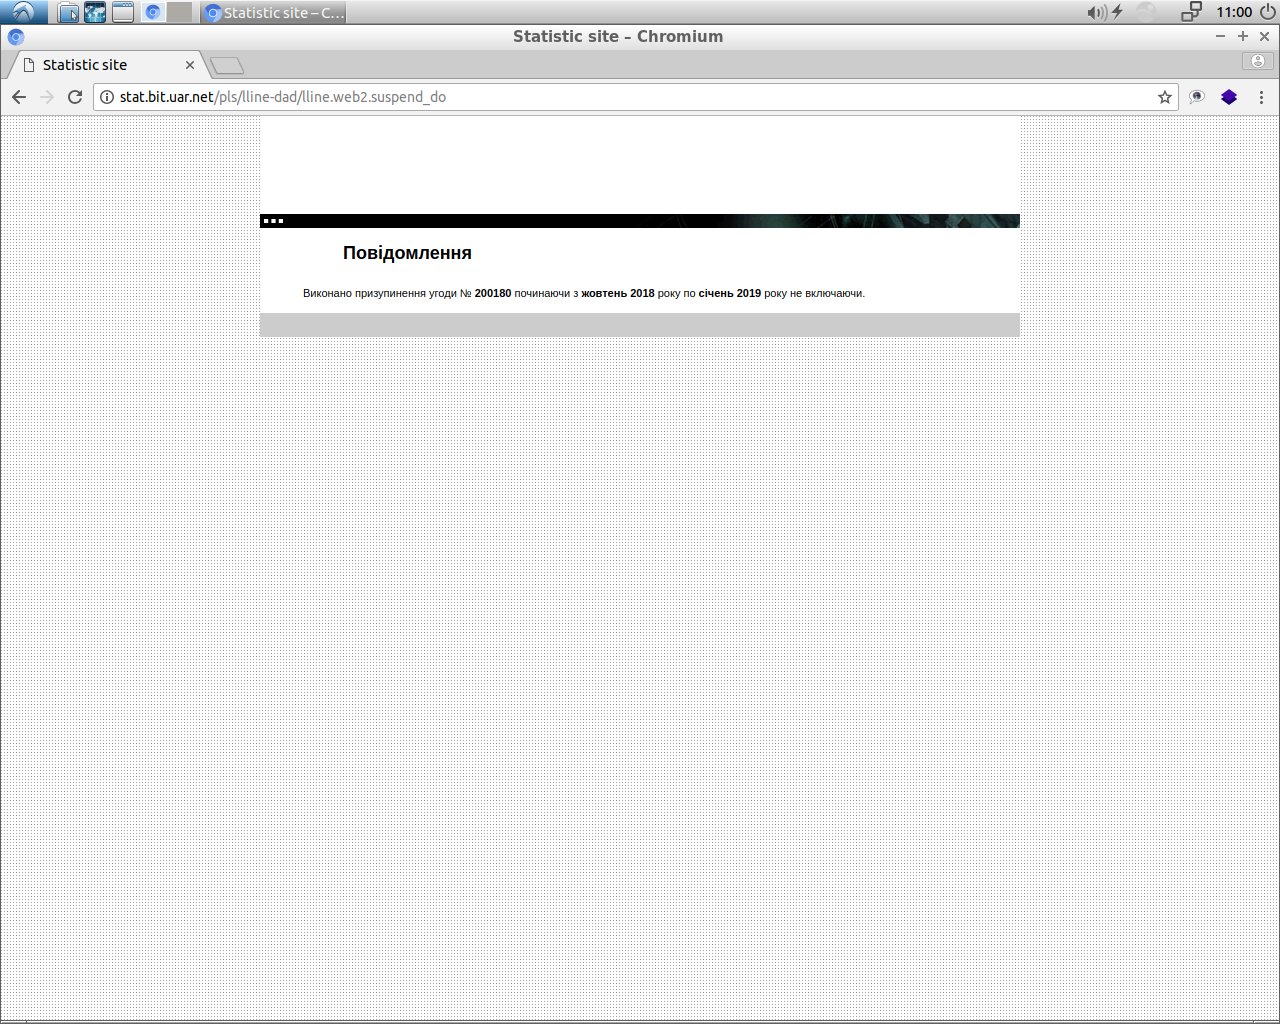 Statistic site – C...
11:00
Statistic site – Chromium
Statistic site
stat.bit.uar.net/pls/lline-dad/lline.web2.suspend_do
Повідомлення
Виконано призупинення угоди № 200180 починаючи з жовтень 2018 року по січень 2019 року не включаючи.